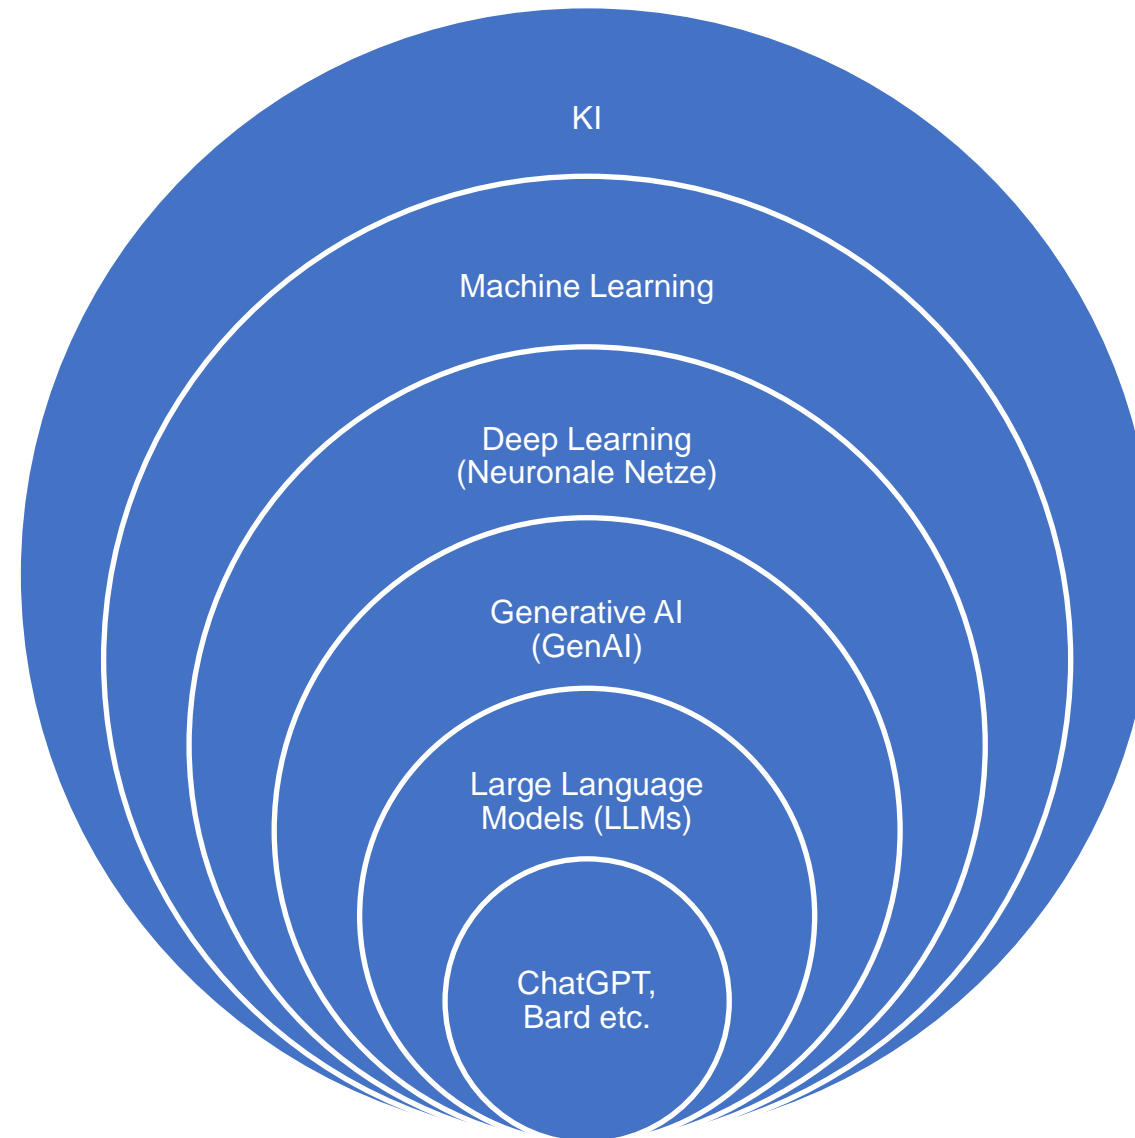 KI
Machine Learning
Deep Learning
(Neuronale Netze)
Generative AI
(GenAI)
Large Language
Models (LLMs)
ChatGPT,
Bard etc.